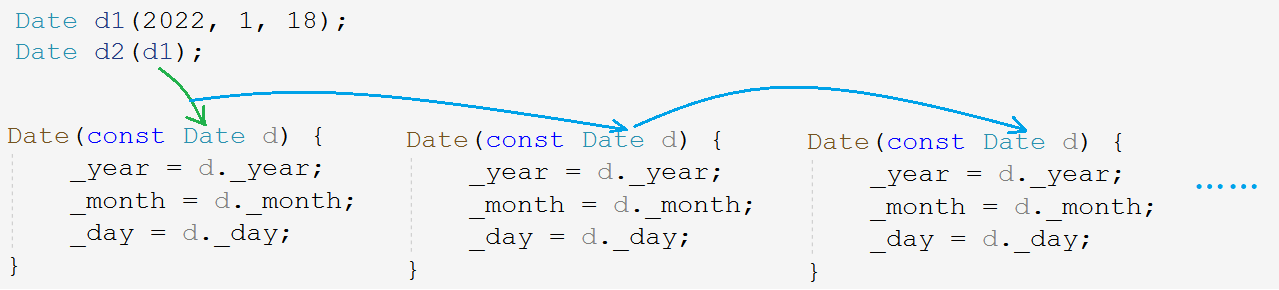 Date d1(2022, 1, 18);
Date d2(d1);
Date(const Date d) {
_year = d._year;
_month = d._month;
_day = d._day;
}
Date(const Date d) {
_year = d._year;
_month = d._month;
_day = d._day;
}
Date(const Date d) {
_year = d._year;
_month = d._month;
_day = d._day;
}
……